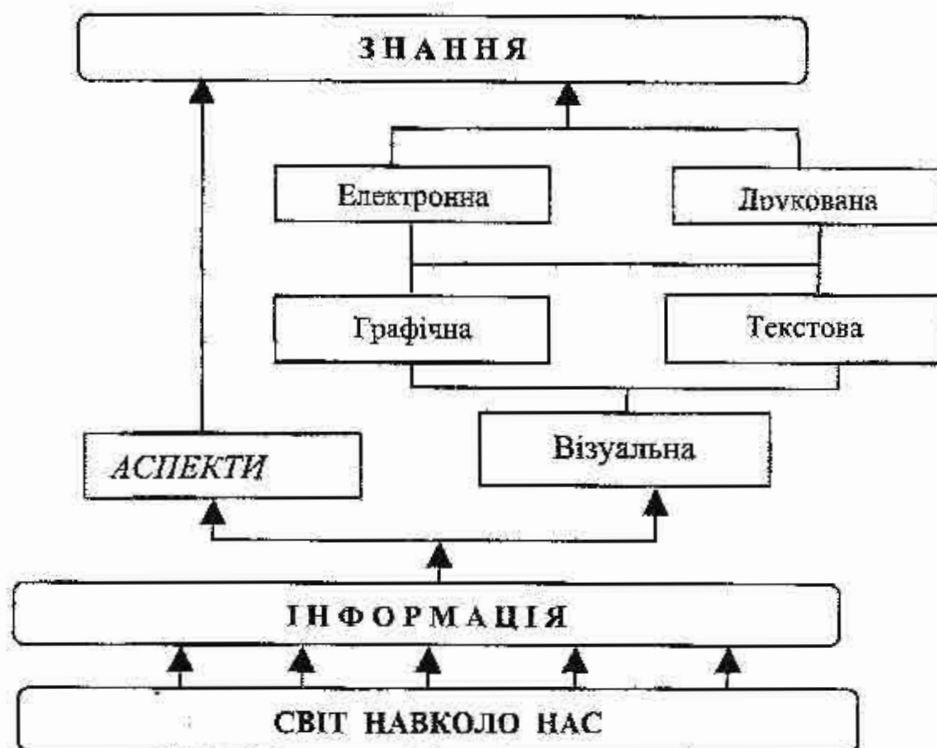 ЗНАННЯ
Електронна
Друкована
Графічна
Текстова
АСПЕКТИ
Візуальна
ІНФОРМАЦІЯ
СВІТ НАВКОЛО НАС